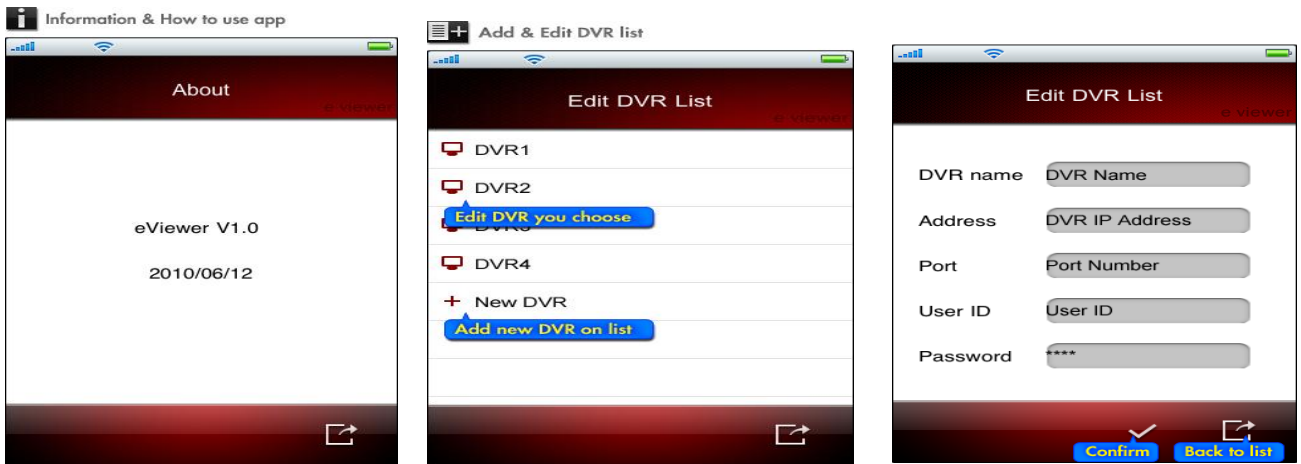 Information & How to use app
About
e-viewer
eViewer V1.0
2010/06/12
Add & Edit DVR list
Edit DVR List
e-viewer
DVR1
DVR2
Edit DVR you choose
DVR3
DVR4
+ New DVR
Add new DVR on list
Edit DVR List
e-viewer
DVR name DVR Name
Address DVR IP Address
Port Port Number
User ID User ID
Password ****
Confirm Back to list